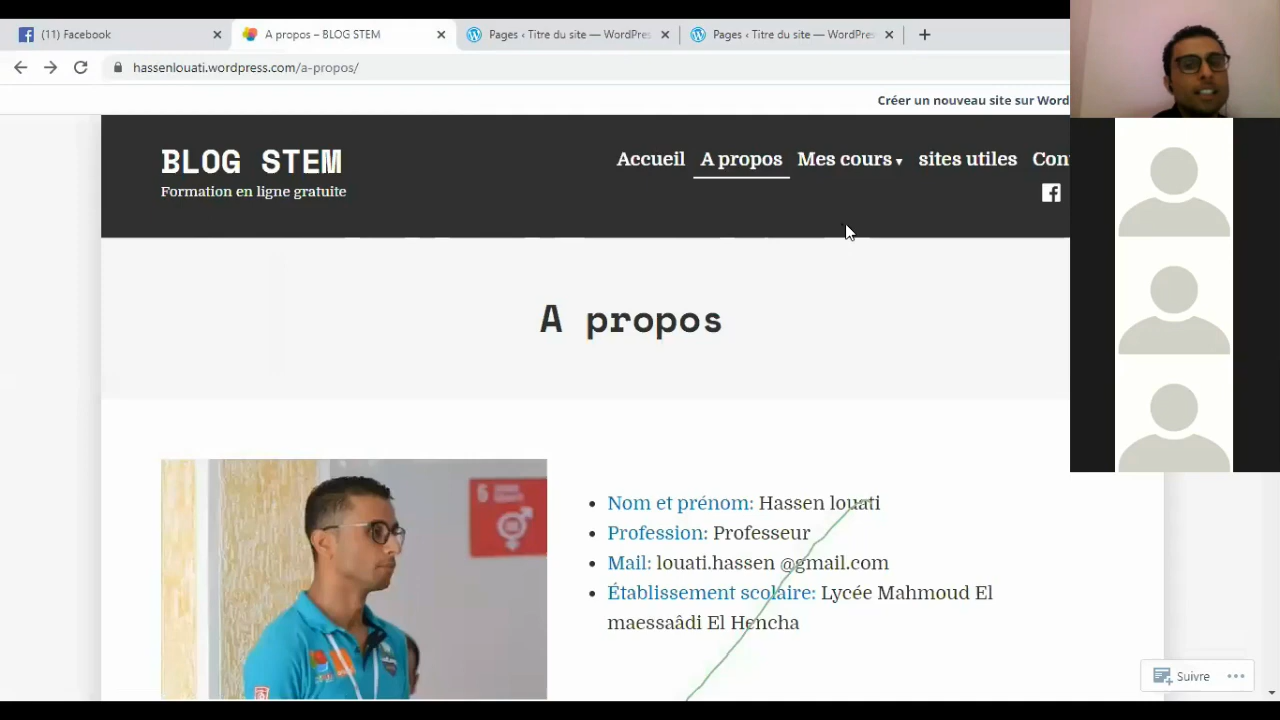 (11) Facebook
A propos – BLOG STEM
Pages ‹ Titre du site — WordPres
Pages ‹ Titre du site — WordPres
hassenlouati.wordpress.com/a-propos/
Créer un nouveau site sur Word
BLOG STEM
Formation en ligne gratuite
Accueil A propos Mes cours ▾ sites utiles Con
A propos
6
• Nom et prénom: Hassen louati
• Profession: Professeur
• Mail: louati.hassen @gmail.com
• Établissement scolaire: Lycée Mahmoud El
maessaâdi El Hencha
Suivre